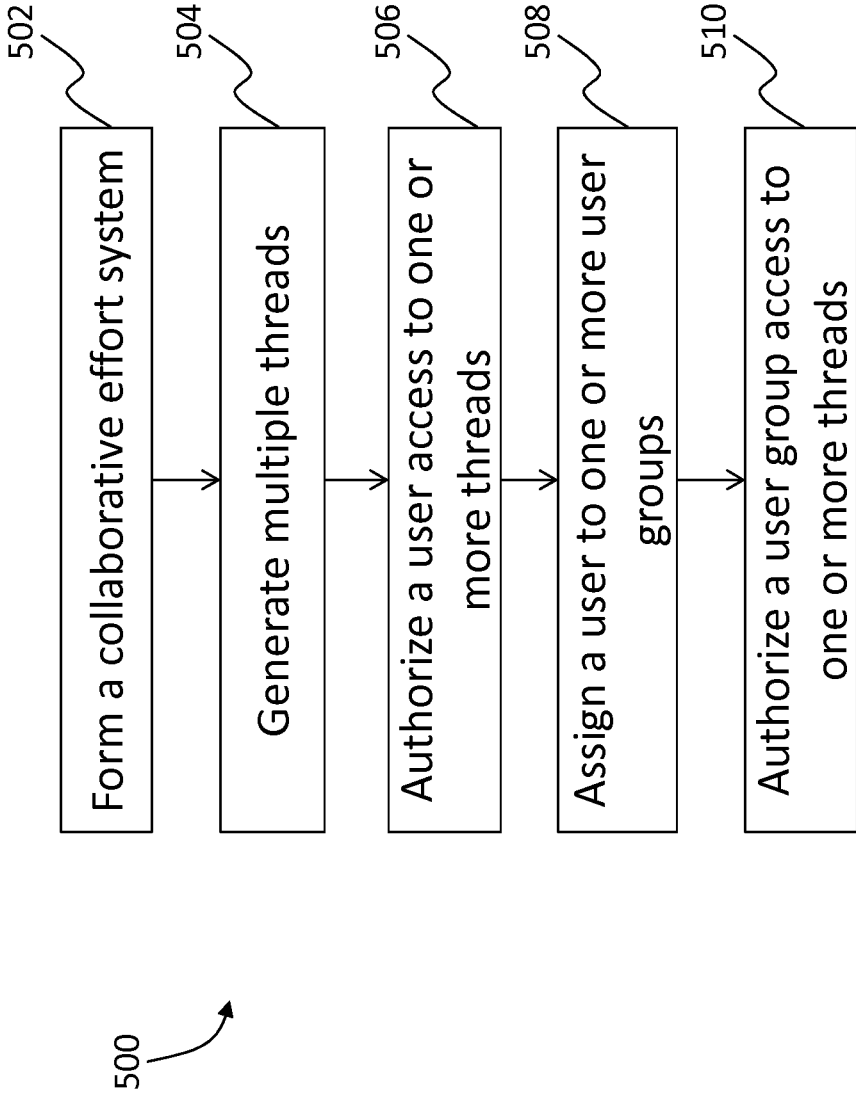 500
502
Form a collaborative effort system
504
Generate multiple threads
506
Authorize a user access to one or
more threads
508
Assign a user to one or more user
groups
510
Authorize a user group access to
one or more threads